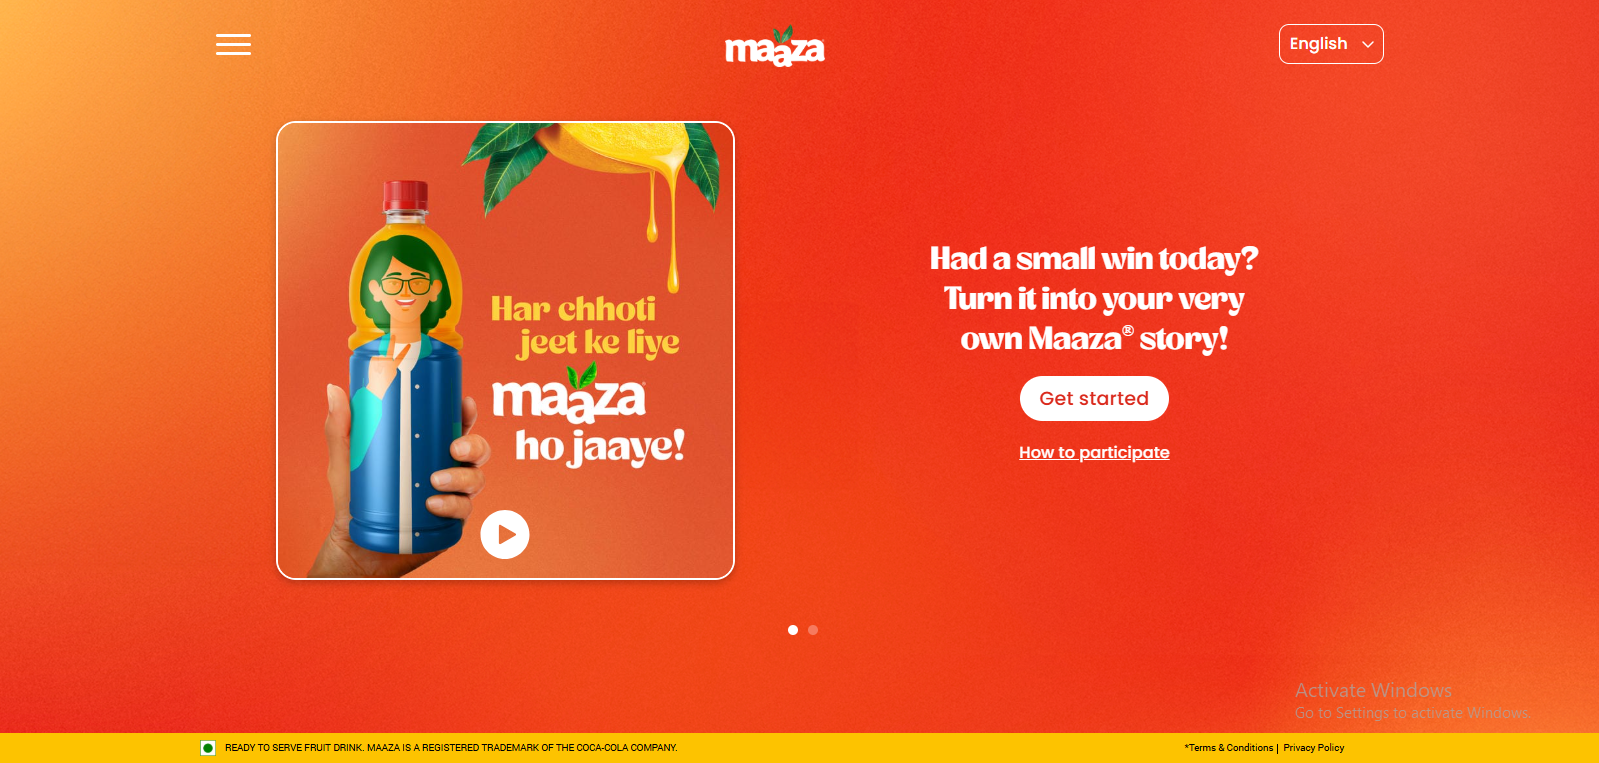 maaza
English
Har chhoti
jeet ke liye
maaza
ho jaaye!
Had a small win today?
Turn it into your very
own Maaza® story!
Get started
How to participate
Activate Windows
Go to Settings to activate Windows.
READY TO SERVE FRUIT DRINK. MAAZA IS A REGISTERED TRADEMARK OF THE COCA-COLA COMPANY.
*Terms & Conditions | Privacy Policy